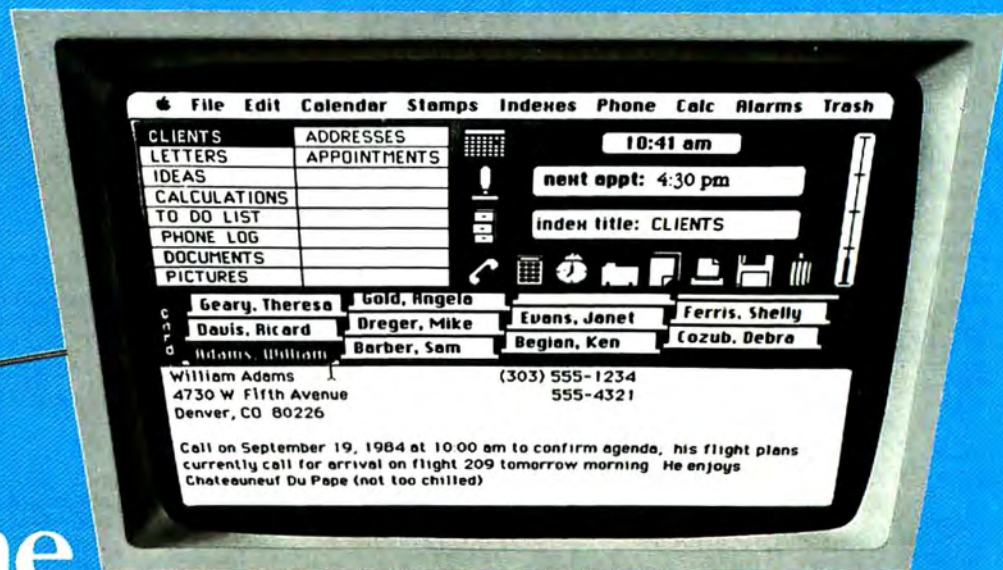 File Edit Calendar Stamps Indexes Phone Calc Alarms Trash
CLIENTS ADDRESSES
LETTERS APPOINTMENTS
IDEAS
CALCULATIONS
TO DO LIST
PHONE LOG
DOCUMENTS
PICTURES
10:41 am
next appt: 4:30 pm
index title: CLIENTS
card
Geary, Theresa Gold, Angela
Davis, Ricard Dreger, Mike Evans, Janet Ferris, Shelly
Adams, William Barber, Sam Begian, Ken Cozub, Debra
William Adams (303) 555-1234
4730 W Fifth Avenue 555-4321
Denver, CO 80226
Call on September 19, 1984 at 10:00 am to confirm agenda, his flight plans
currently call for arrival on flight 209 tomorrow morning He enjoys
Chateauneuf Du Pape (not too chilled)